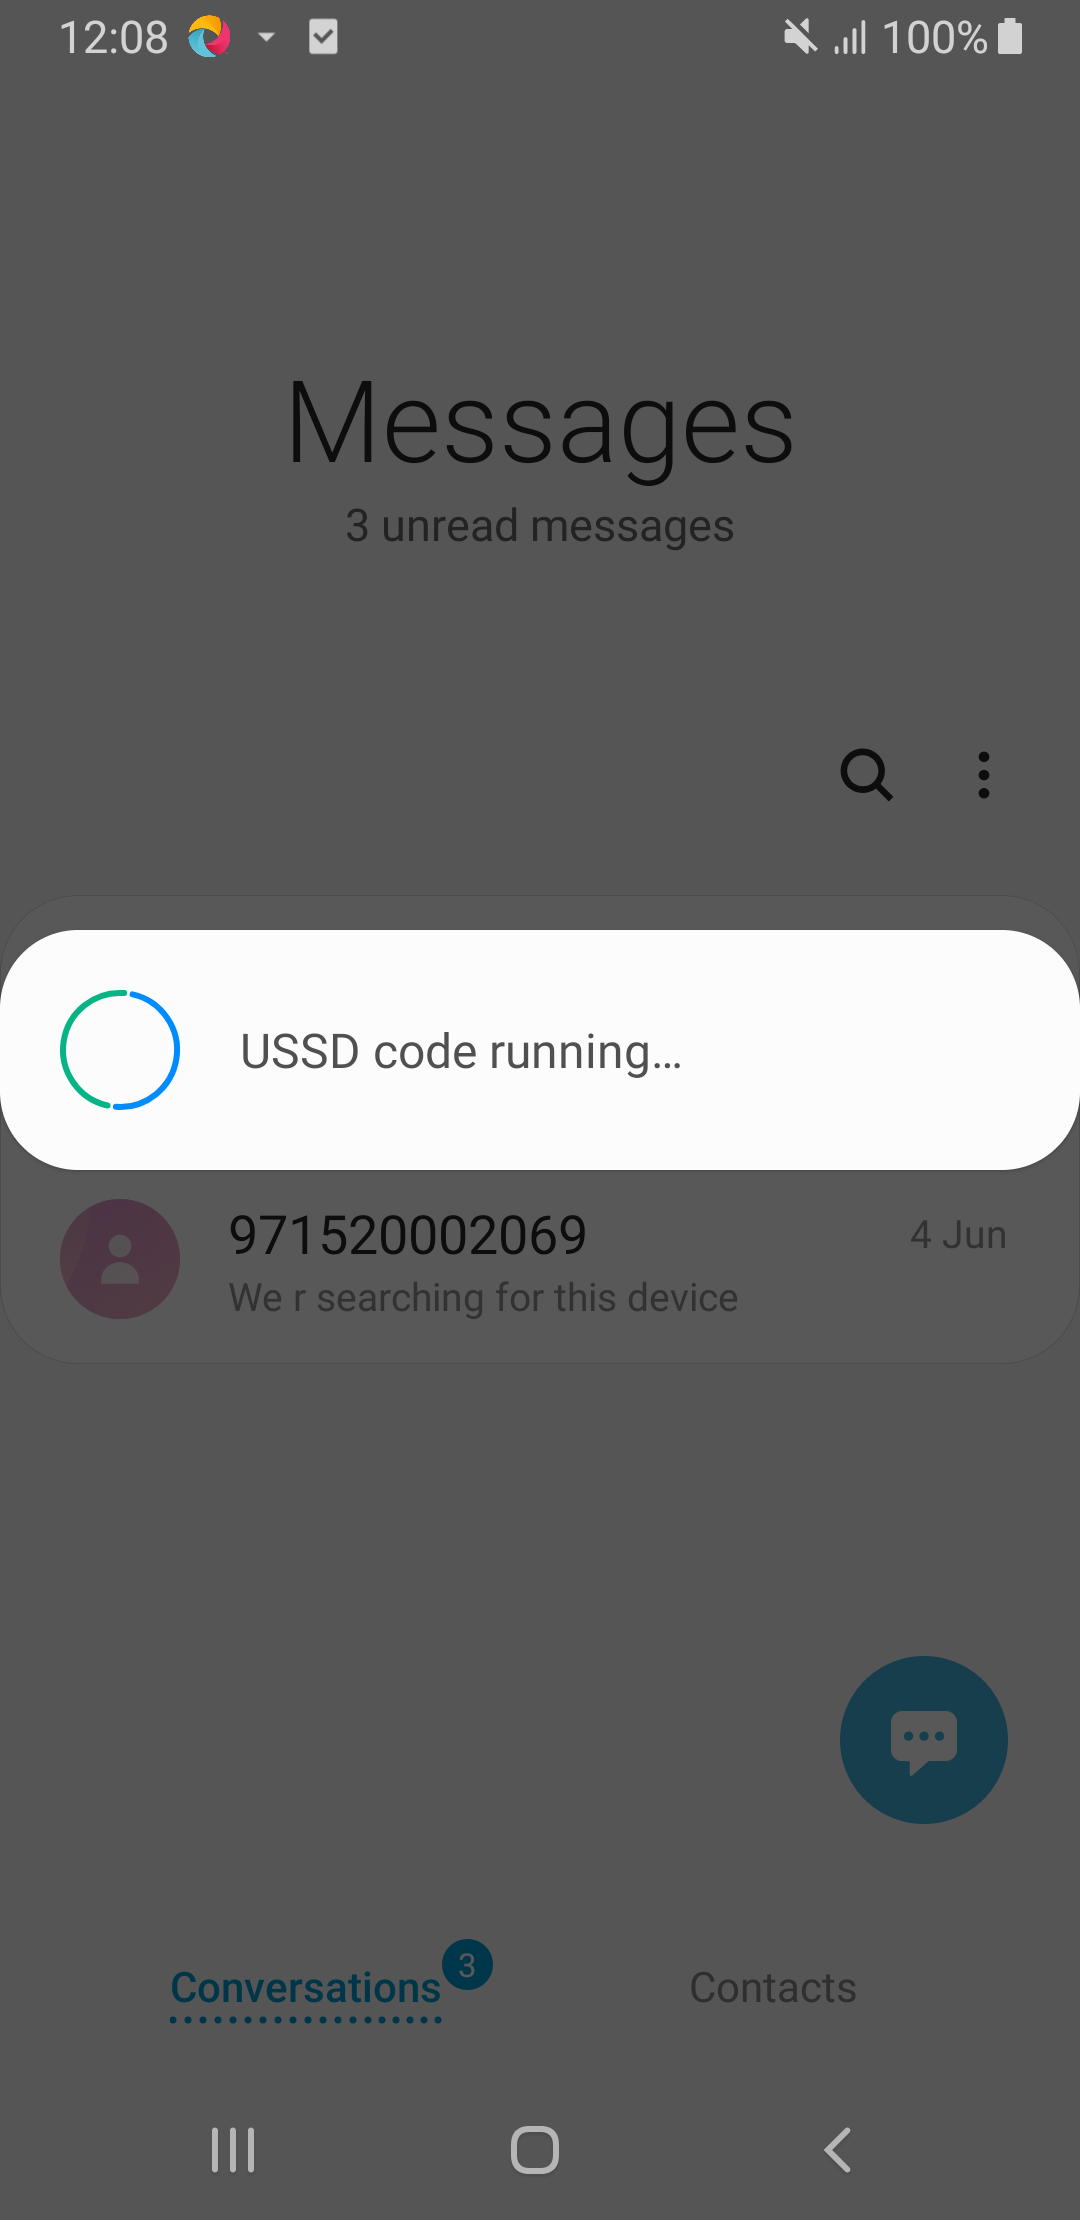 12:08
100%
Messages
3 unread messages
USSD code running...
971520002069
4 Jun
We r searching for this device
Conversations
3
Contacts